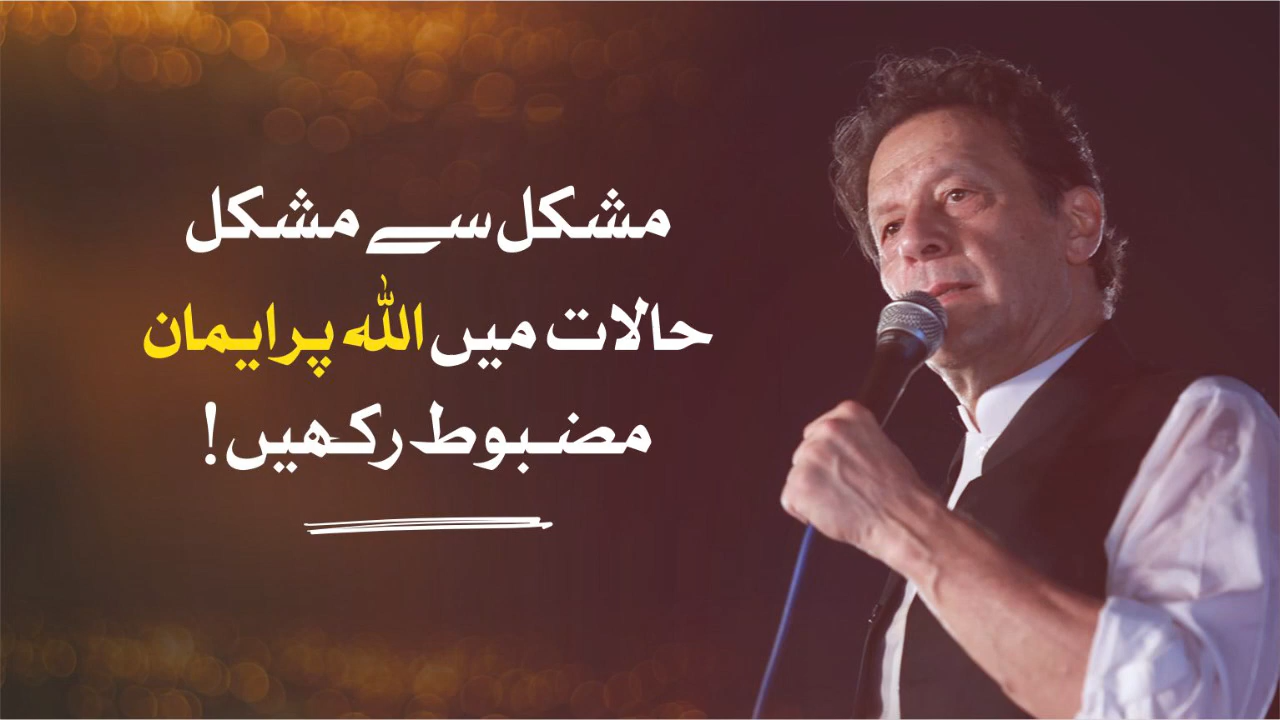 مشکل سے مشکل
حالات میں اللہ پر ایمان
مضبوط رکھیں!